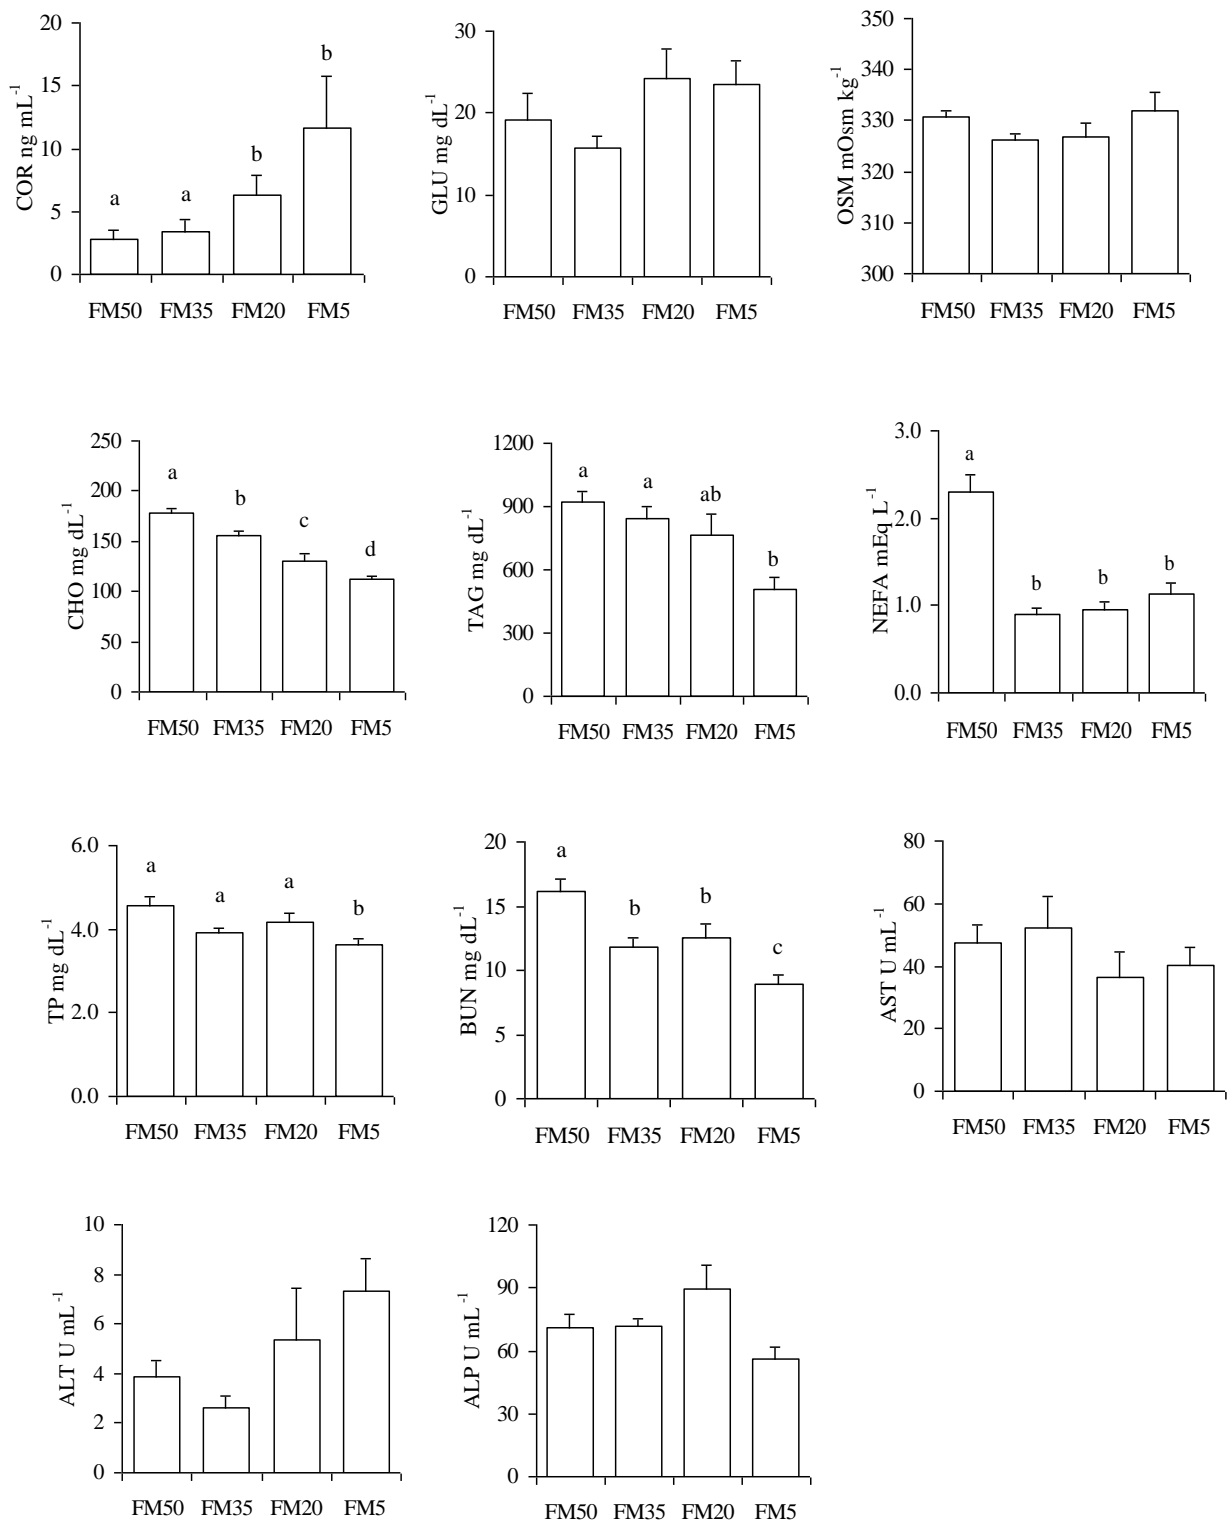 COR ng mL-1
20
15
10
5
0
a
a
b
b
FM50 FM35 FM20 FM5
GLU mg dL-1
30
20
10
0
FM50 FM35 FM20 FM5
OSM mOsm kg-1
350
340
330
320
310
300
FM50 FM35 FM20 FM5
CHO mg dL-1
250
200
150
100
50
0
a
b
c
d
FM50 FM35 FM20 FM5
TAG mg dL-1
1200
900
600
300
0
a
a
ab
b
FM50 FM35 FM20 FM5
NEFA mEq L-1
3.0
2.0
1.0
0.0
a
b
b
b
FM50 FM35 FM20 FM5
TP mg dL-1
6.0
4.0
2.0
0.0
a
a
a
b
FM50 FM35 FM20 FM5
BUN mg dL-1
20
15
10
5
0
a
b
b
c
FM50 FM35 FM20 FM5
AST U mL-1
80
60
40
20
0
FM50 FM35 FM20 FM5
ALT U mL-1
10
8
6
4
2
0
FM50 FM35 FM20 FM5
ALP U mL-1
120
90
60
30
0
FM50 FM35 FM20 FM5